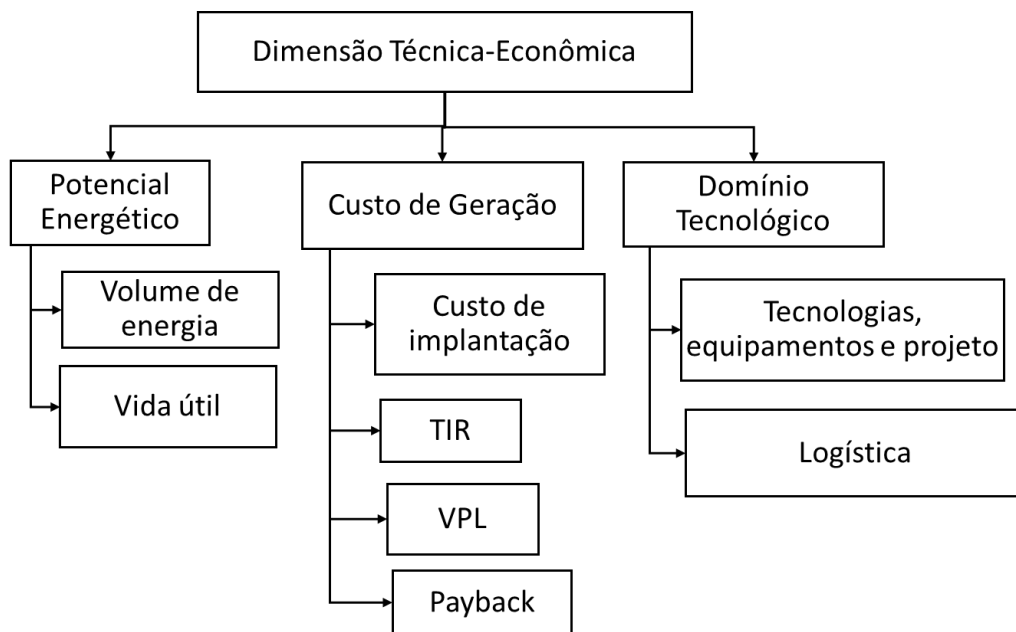 Dimensão Técnica-Econômica
Potencial
Energético
Volume de
energia
Vida útil
Custo de Geração
Custo de
implantação
TIR
VPL
Payback
Domínio
Tecnológico
Tecnologias,
equipamentos e projeto
Logística